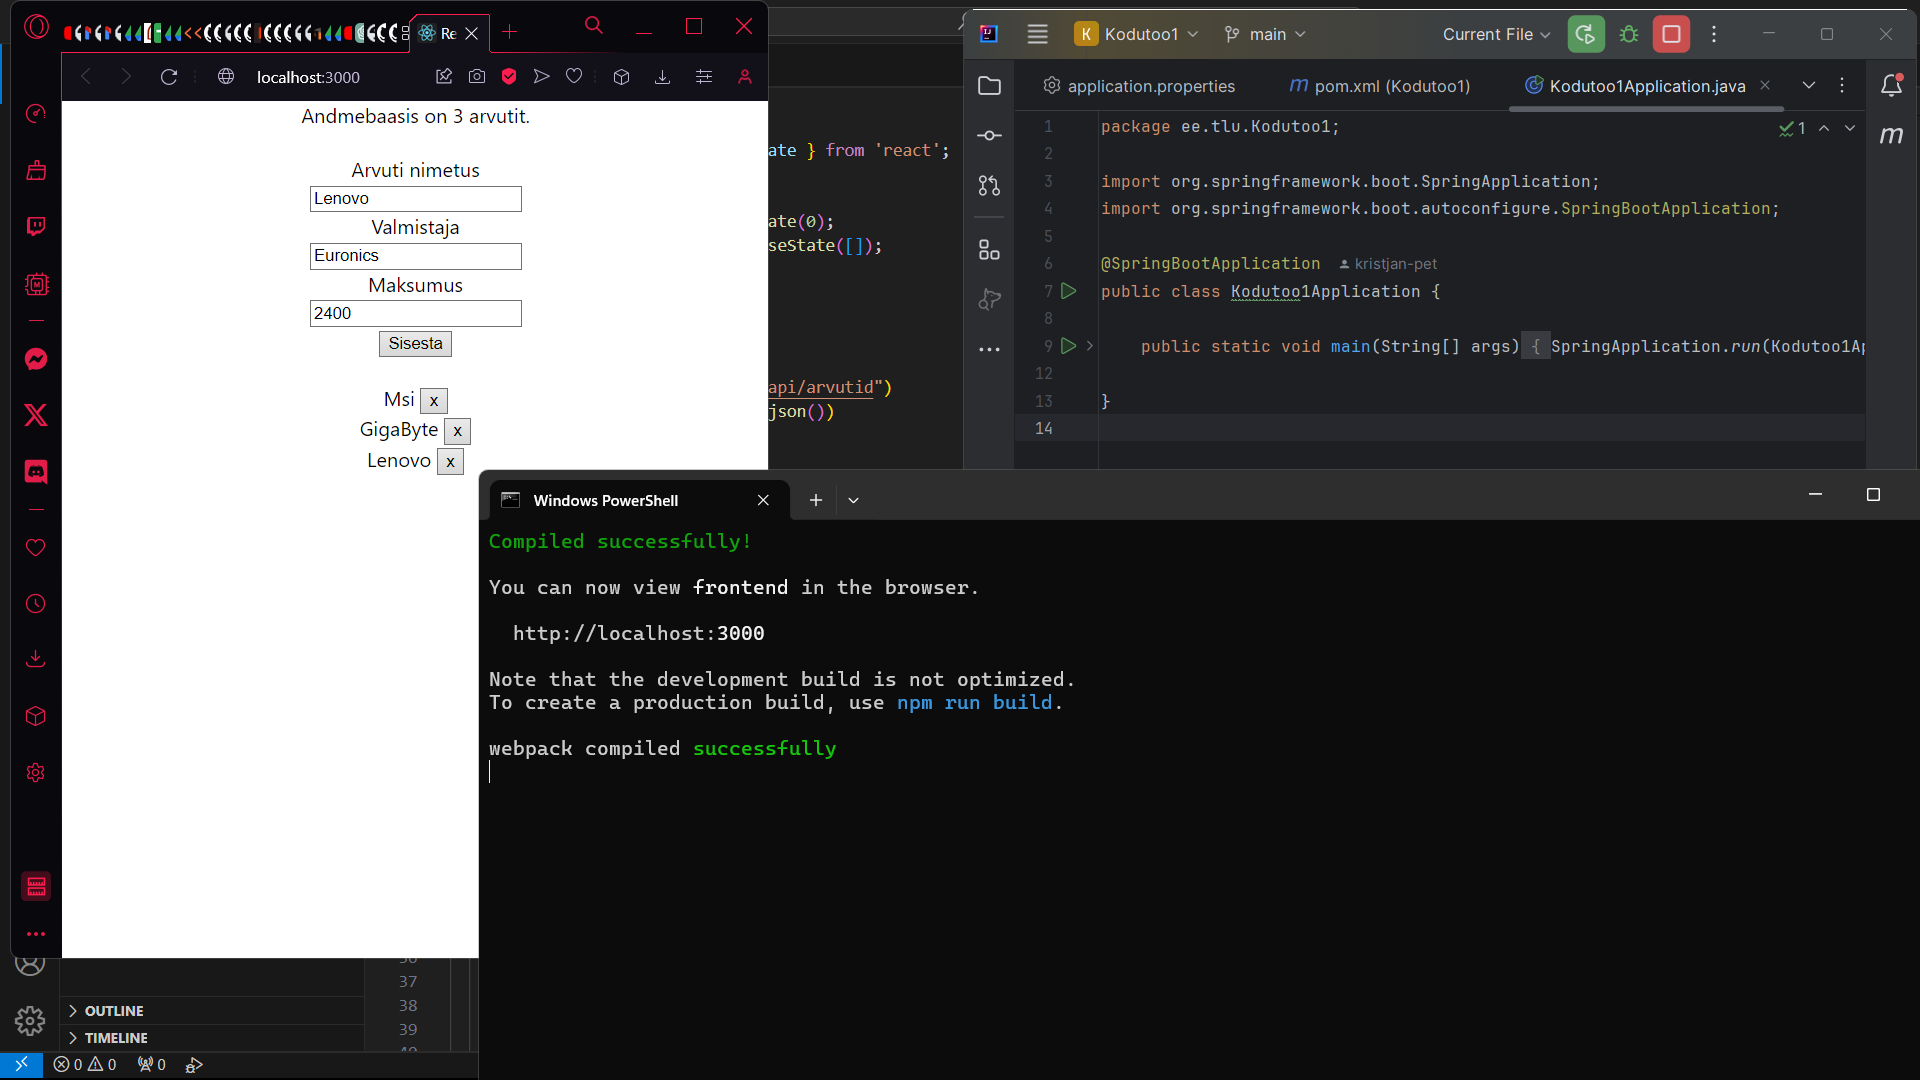 Re
localhost:3000
Andmebaasis on 3 arvutit.
Arvuti nimetus
Lenovo
Valmistaja
Euronics
Maksumus
2400
Sisesta
Msi x
GigaByte x
Lenovo x
ate } from 'react';
ate(0);
seState([]);
api/arvutid")
json())
K Kodutoo1 main Current File
application.properties
pom.xml (Kodutoo1)
Kodutoo1Application.java
1 package ee.tlu.Kodutoo1;
2
3 import org.springframework.boot.SpringApplication;
4 import org.springframework.boot.autoconfigure.SpringBootApplication;
5
6 @SpringBootApplication kristjan-pet
7 public class Kodutoo1Application {
8
9 public static void main(String[] args) { SpringApplication.run(Kodutoo1Ap
12
13 }
14
1
Windows PowerShell
Compiled successfully!
You can now view frontend in the browser.
http://localhost:3000
Note that the development build is not optimized.
To create a production build, use npm run build.
webpack compiled successfully
37
38
39
OUTLINE
TIMELINE
0 0 0